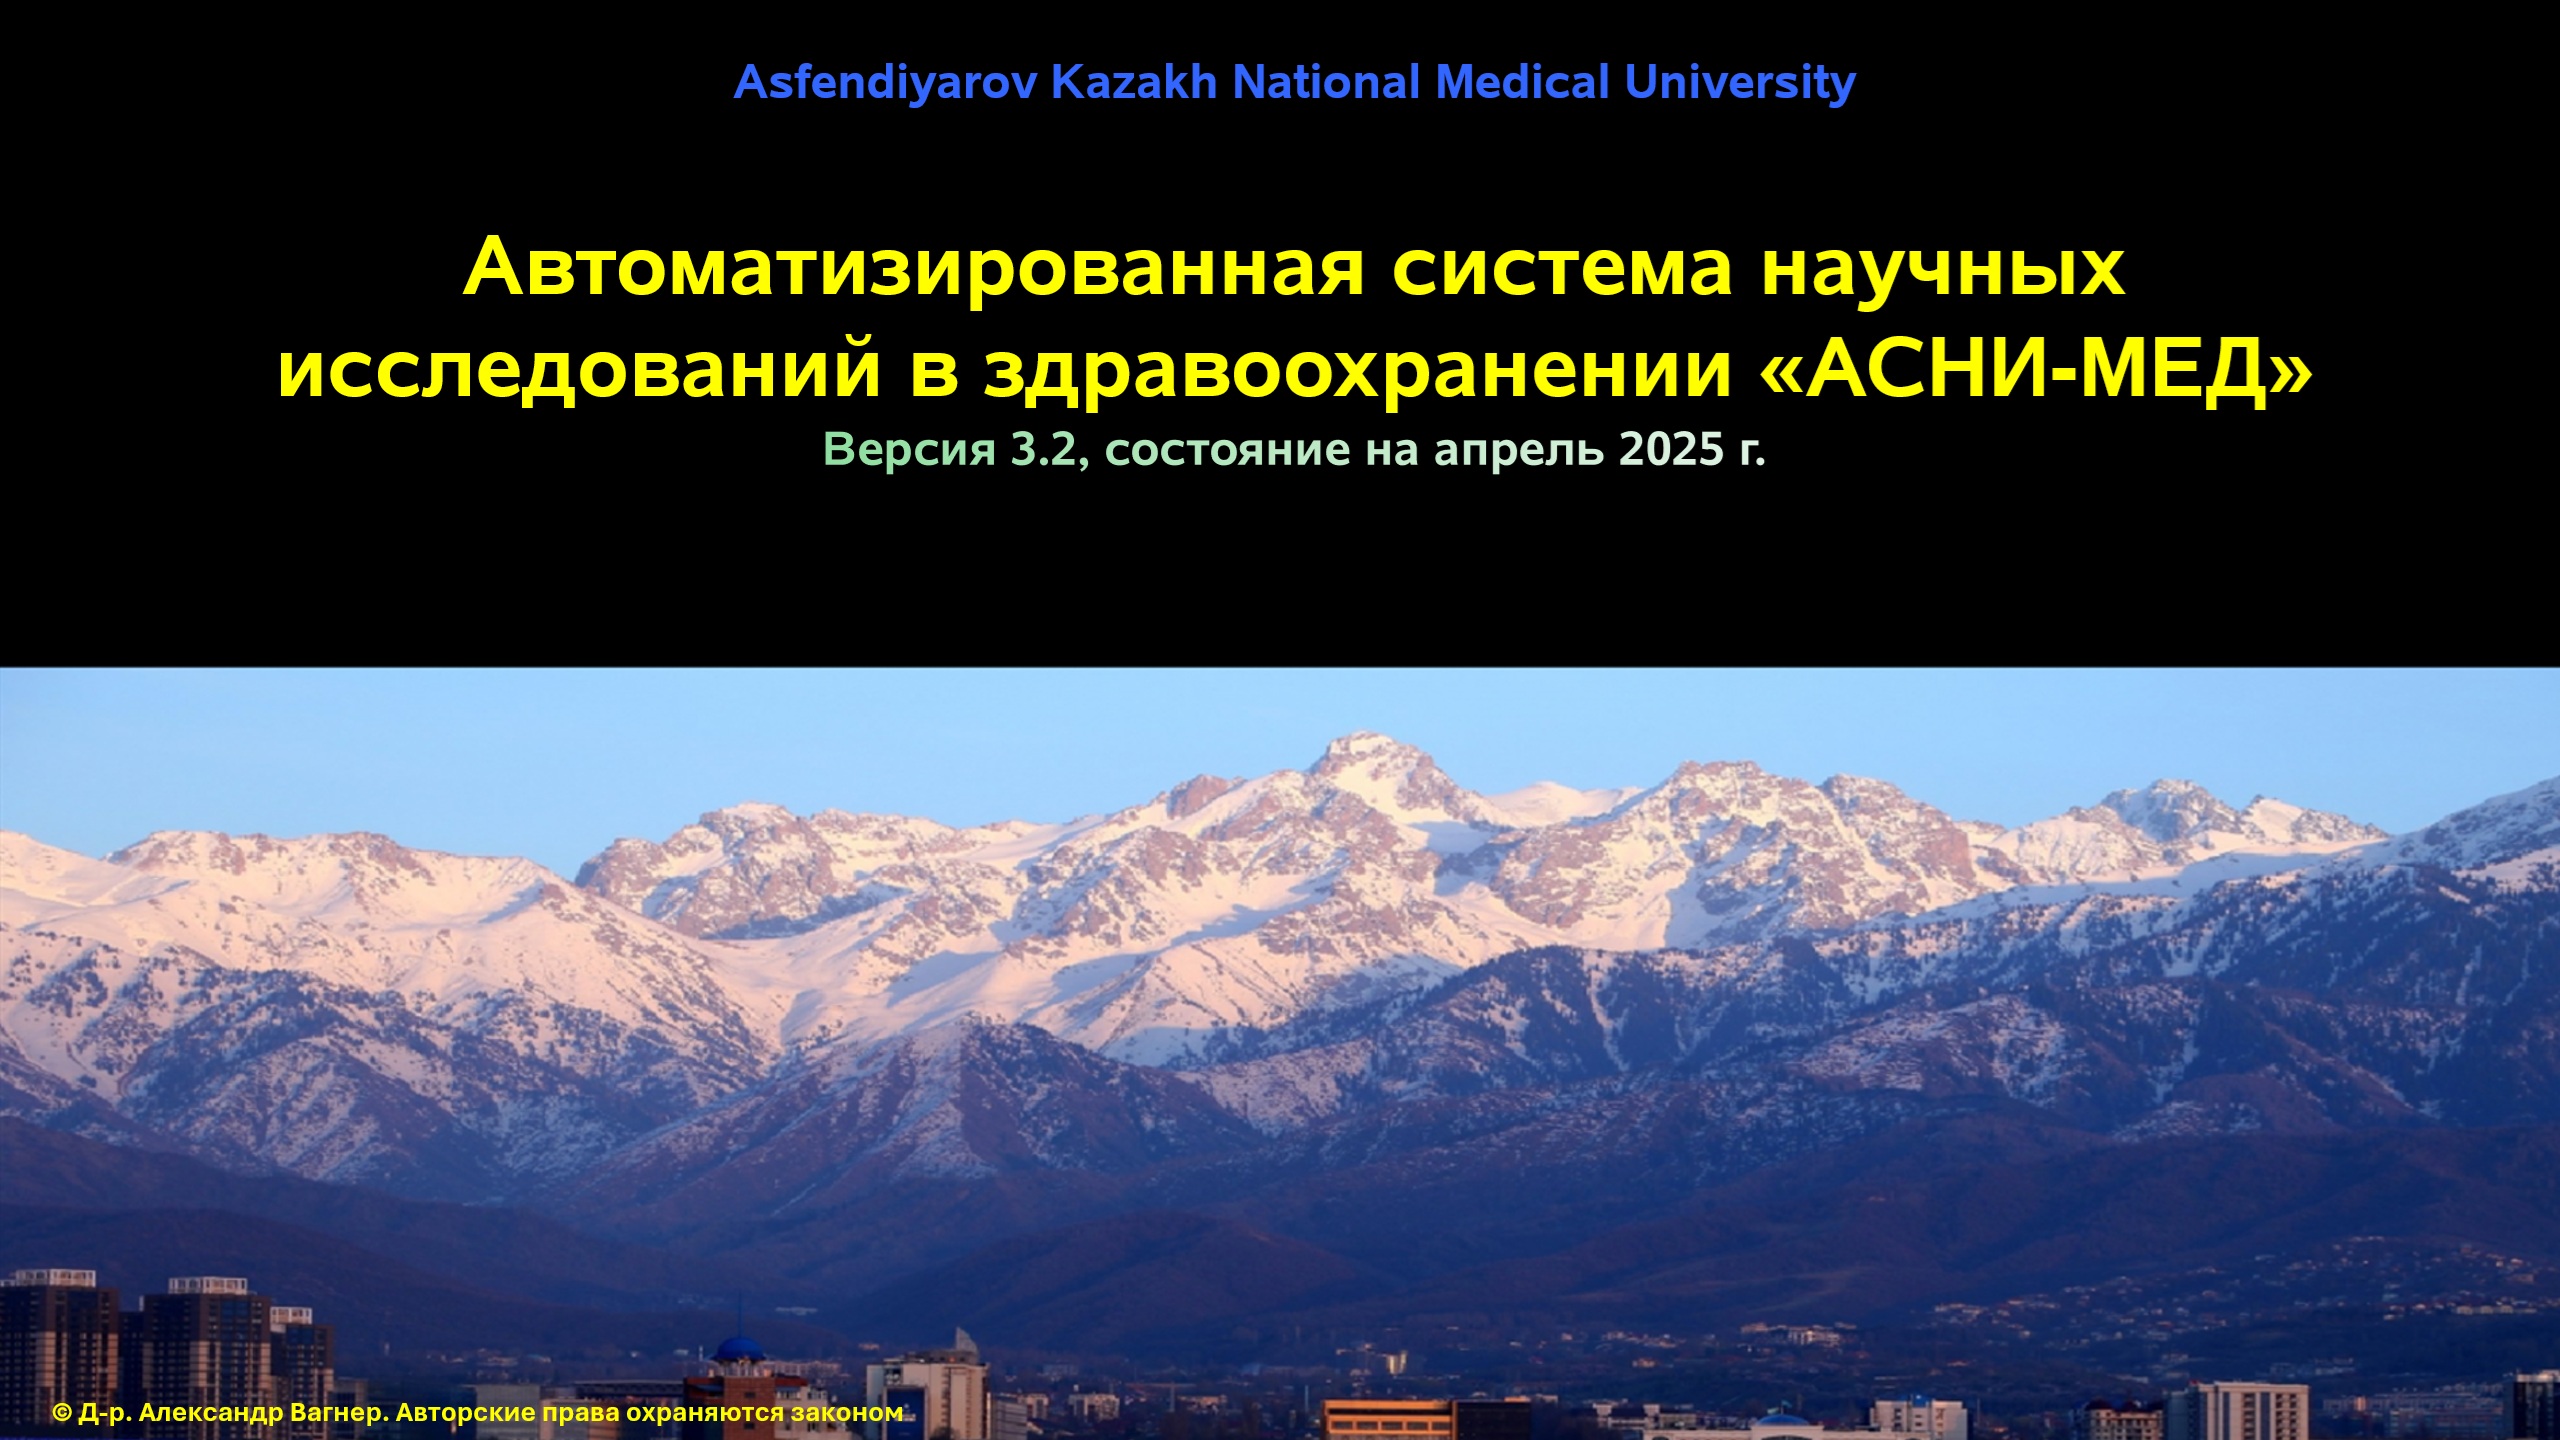 Asfendiyarov Kazakh National Medical University
Автоматизированная система научных
исследований в здравоохранении «АСНИ-МЕД»
Версия 3.2, состояние на апрель 2025 г.
© Д-р. Александр Вагнер. Авторские права охраняются законом